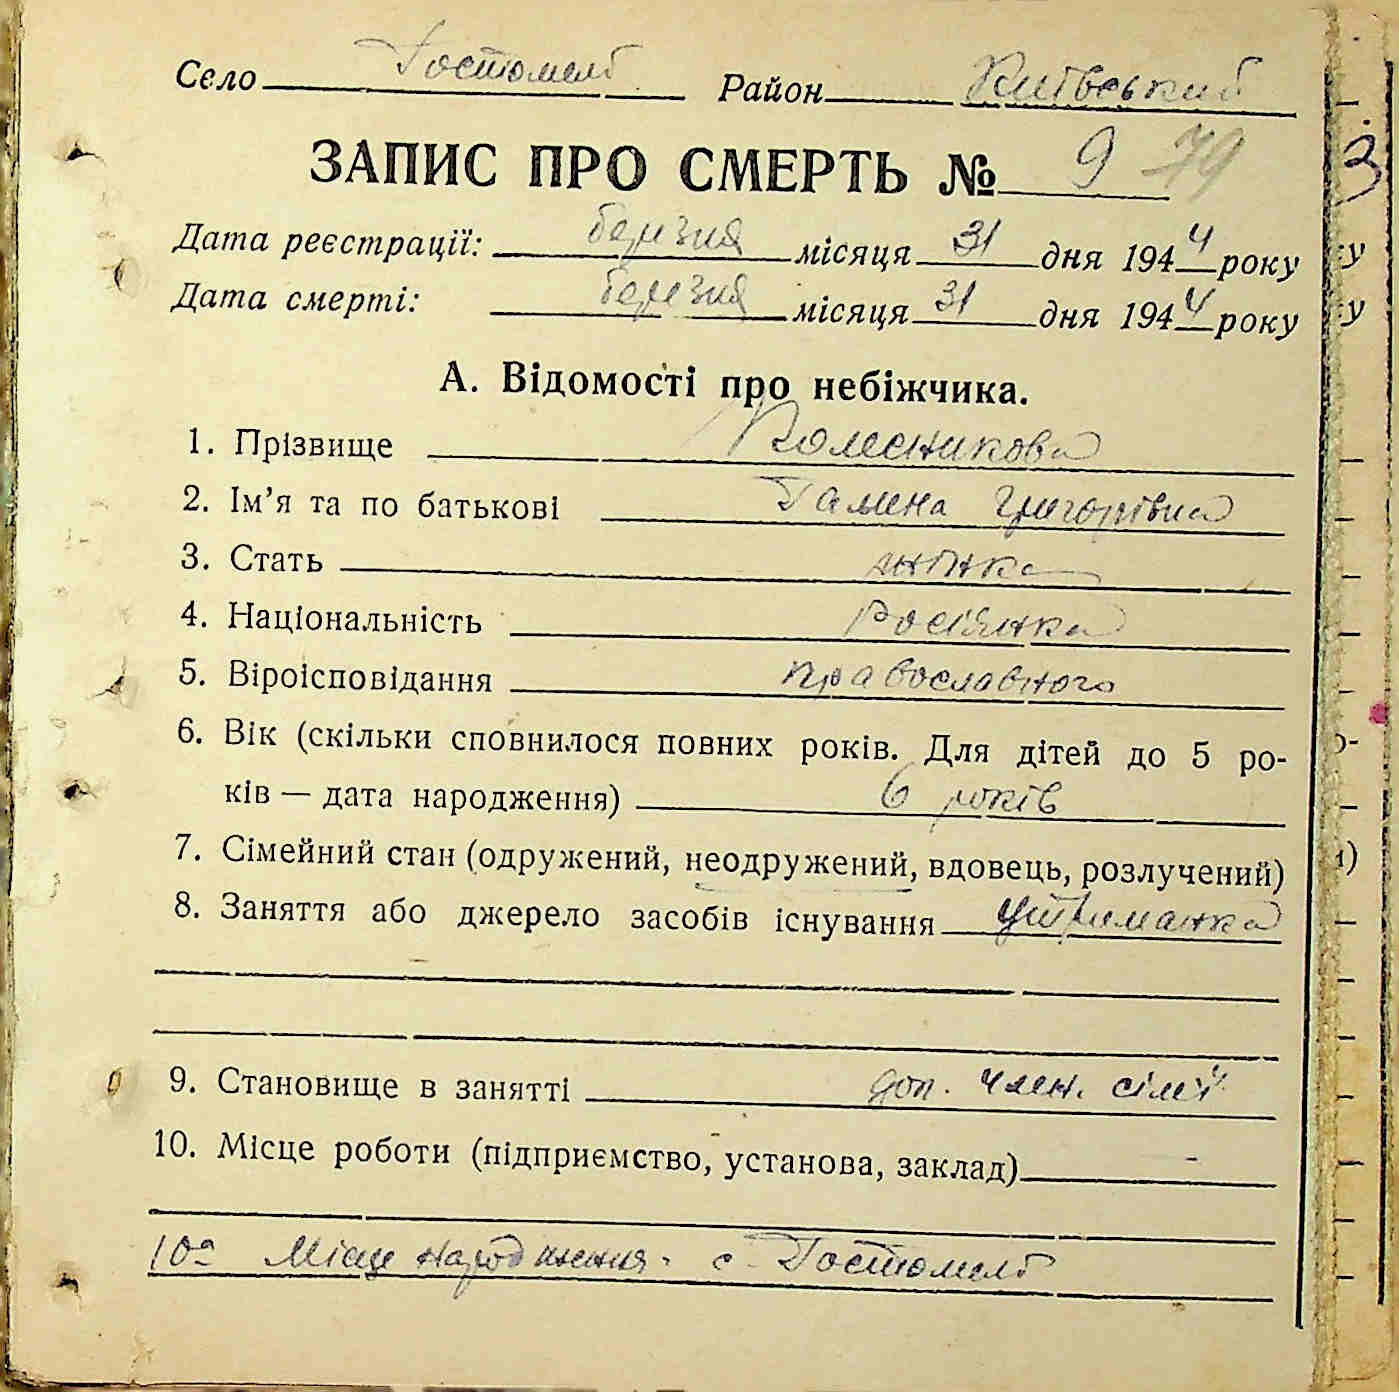 Село Гостомель Район Київський
ЗАПИС ПРО СМЕРТЬ № 9 79
Дата реєстрації: березня місяця 31 дня 1944 року
Дата смерті: березня місяця 31 дня 1944 року
А. Відомості про небіжчика.
1. Прізвище Колесникова
2. Ім'я та по батькові Галина Григорівна
3. Стать жінка
4. Національність Росіянка
5. Віроісповідання православного
6. Вік (скільки сповнилося повних років. Для дітей до 5 ро-
ків — дата народження) 6 років
7. Сімейний стан (одружений, неодружений, вдовець, розлучений)
8. Заняття або джерело засобів існування Утриманка
9. Становище в занятті доп. член. сімї
10. Місце роботи (підприємство, установа, заклад) -
10а Місце народження - с. Гостомель